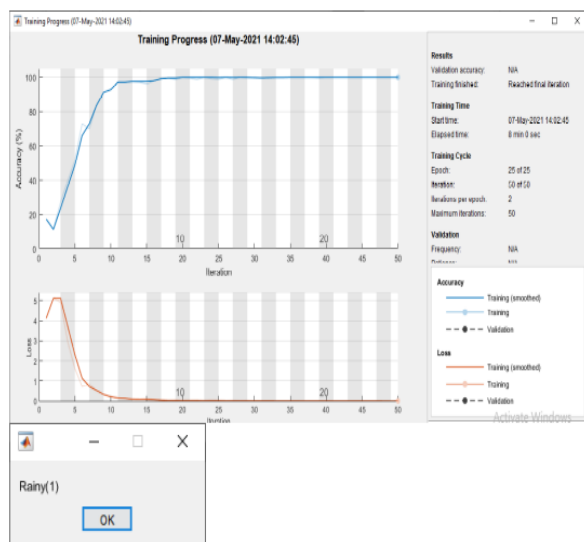 Training Progress (07-May-2021 14:02:45)
Training Progress (07-May-2021 14:02:45)
Accuracy (%)
100
80
60
40
20
0
10
20
0 5 10 15 20 25 30 35 40 45 50
Iteration
Loss
5
4
3
2
1
0
10
20
0 5 10 15 20 25 30 35 40 45 50
Iteration
Results
Validation accuracy: N/A
Training finished: Reached final iteration
Training Time
Start time: 07-May-2021 14:02:45
Elapsed time: 8 min 0 sec
Training Cycle
Epoch: 25 of 25
Iteration: 50 of 50
Iterations per epoch: 2
Maximum iterations: 50
Validation
Frequency: N/A
Accuracy
Training (smoothed)
Training
Validation
Loss
Training (smoothed)
Training
Validation
Activate Windows
Rainy(1)
OK